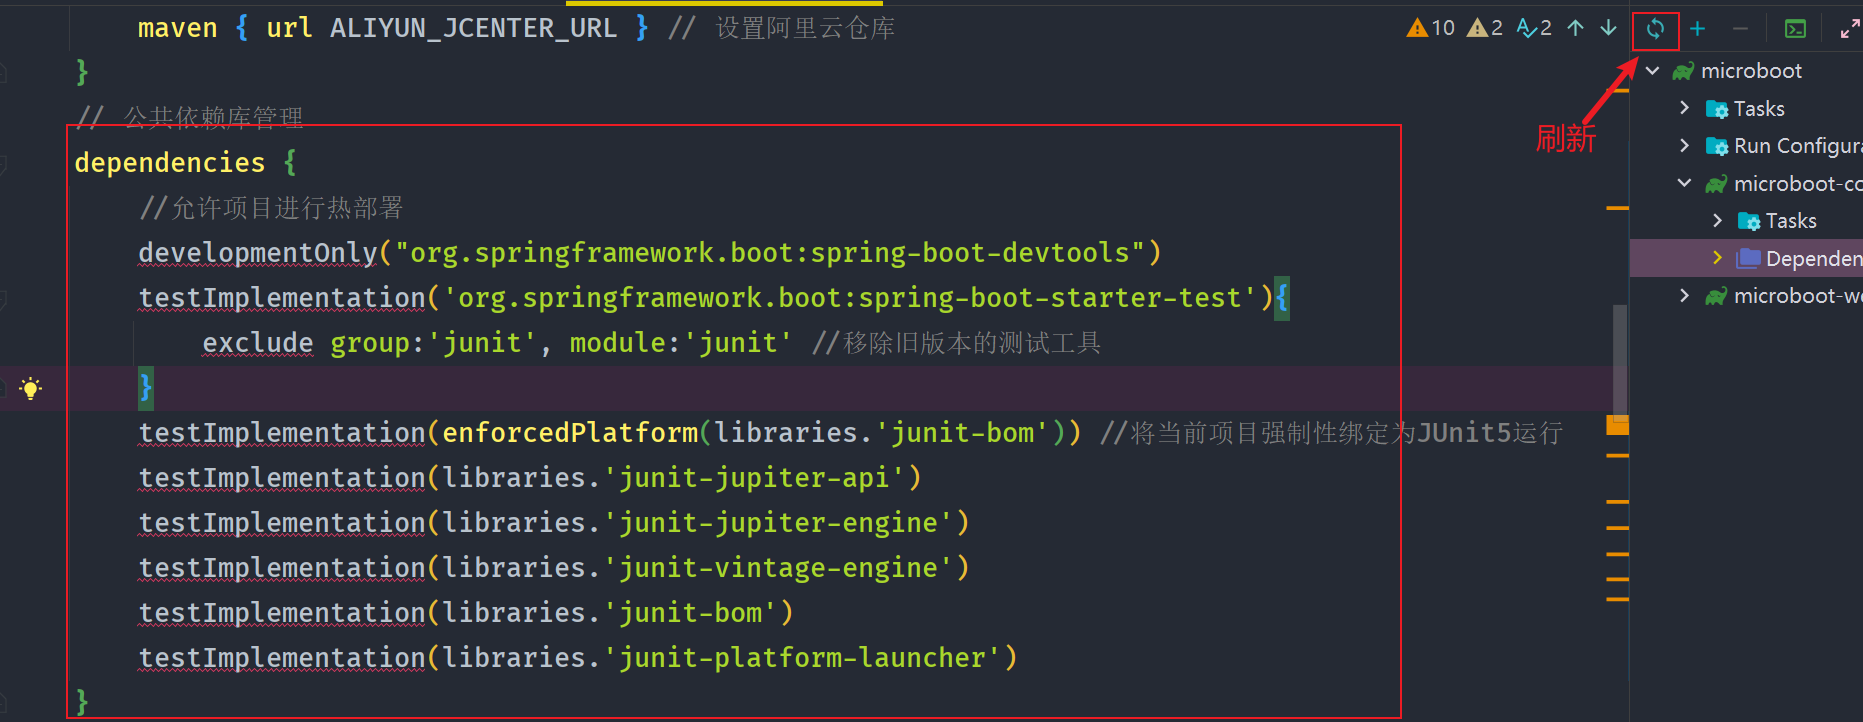 maven { url ALIYUN_JCENTER_URL } // 设置阿里云仓库
}
// 公共依赖库管理
dependencies {
//允许项目进行热部署
developmentOnly("org.springframework.boot:spring-boot-devtools")
testImplementation('org.springframework.boot:spring-boot-starter-test'){
exclude group:'junit', module:'junit' //移除旧版本的测试工具
}
testImplementation(enforcedPlatform(libraries.'junit-bom')) //将当前项目强制性绑定为JUnit5运行
testImplementation(libraries.'junit-jupiter-api')
testImplementation(libraries.'junit-jupiter-engine')
testImplementation(libraries.'junit-vintage-engine')
testImplementation(libraries.'junit-bom')
testImplementation(libraries.'junit-platform-launcher')
}
10 2 2
刷新
microboot
Tasks
Run Configura
microboot-co
Tasks
Dependen
microboot-we